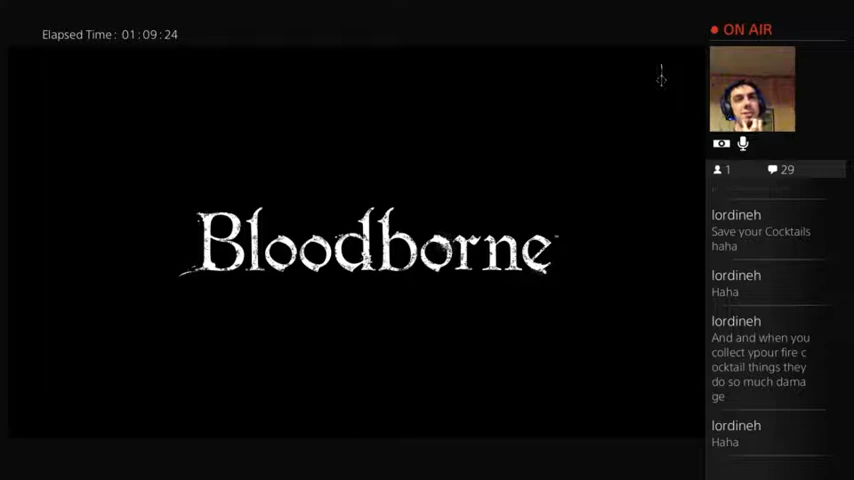 Elapsed Time: 01:09:24
ON AIR
1
29
Bloodborne™
lordineh
Save your Cocktails
haha
lordineh
Haha
lordineh
And and when you
collect ypour fire c
ocktail things they
do so much dama
ge
lordineh
Haha